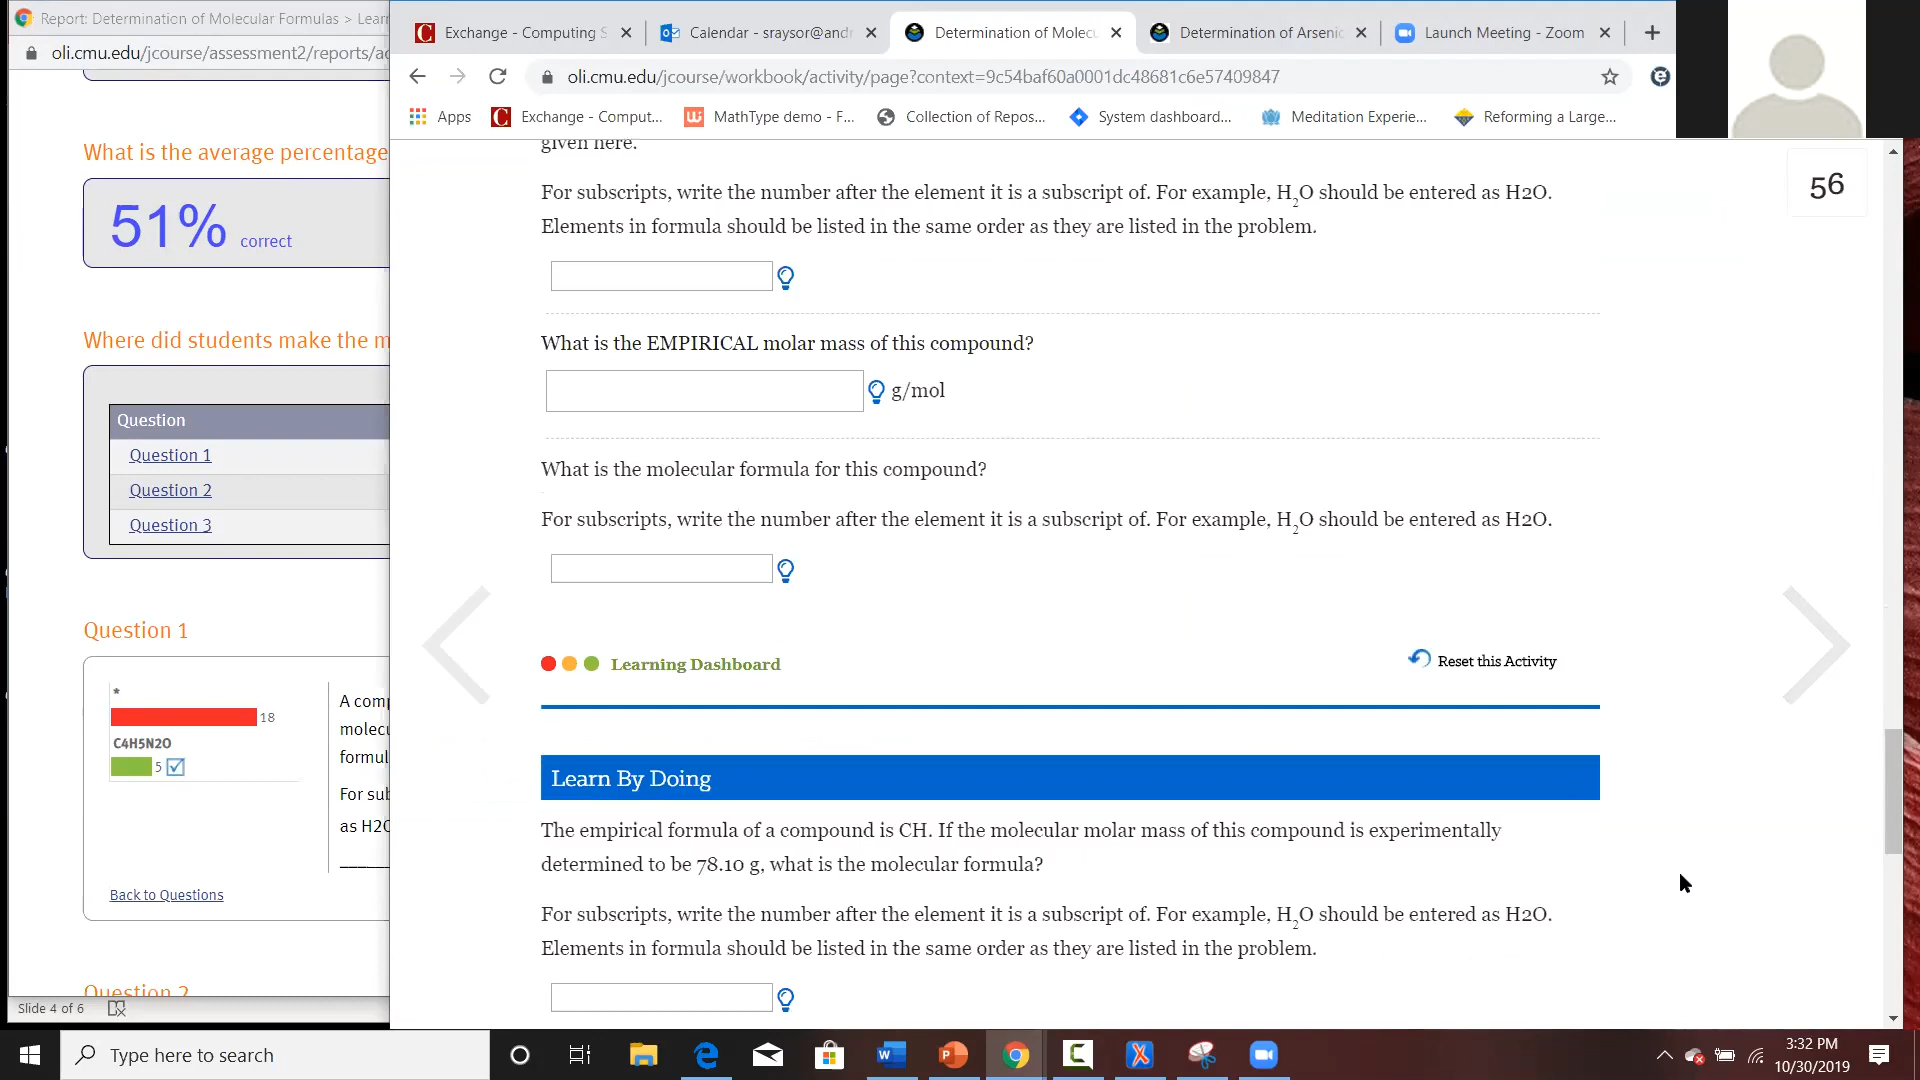 Report: Determination of Molecular Formulas > Lear
oli.cmu.edu/jcourse/assessment2/reports/ac
What is the average percentage
51% correct
Where did students make the m
Question
Question 1
Question 2
Question 3
Question 1
*
18
C4H5N2O
5
Back to Questions
A comp
molecu
formul
For sub
as H2O
Question 2
Slide 4 of 6
Exchange - Computing S
Calendar - sraysor@andr
Determination of Molecu
Determination of Arsenic
Launch Meeting - Zoom
oli.cmu.edu/jcourse/workbook/activity/page?context=9c54baf60a0001dc48681c6e57409847
Apps
Exchange - Comput...
MathType demo - F...
Collection of Repos...
System dashboard...
Meditation Experie...
Reforming a Large...
56
given here.
For subscripts, write the number after the element it is a subscript of. For example, H₂O should be entered as H2O.
Elements in formula should be listed in the same order as they are listed in the problem.
What is the EMPIRICAL molar mass of this compound?
g/mol
What is the molecular formula for this compound?
For subscripts, write the number after the element it is a subscript of. For example, H₂O should be entered as H2O.
Learning Dashboard
Reset this Activity
Learn By Doing
The empirical formula of a compound is CH. If the molecular molar mass of this compound is experimentally
determined to be 78.10 g, what is the molecular formula?
For subscripts, write the number after the element it is a subscript of. For example, H₂O should be entered as H2O.
Elements in formula should be listed in the same order as they are listed in the problem.
Type here to search
3:32 PM
10/30/2019